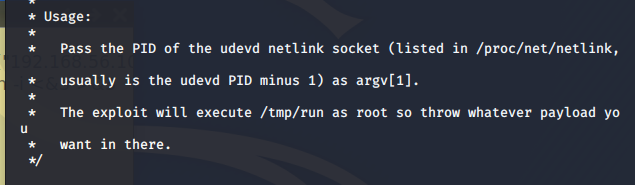 *
* Usage:
*
*   Pass the PID of the udevd netlink socket (listed in /proc/net/netlink,
*   usually is the udevd PID minus 1) as argv[1].
*
*   The exploit will execute /tmp/run as root so throw whatever payload yo
u
*   want in there.
*/